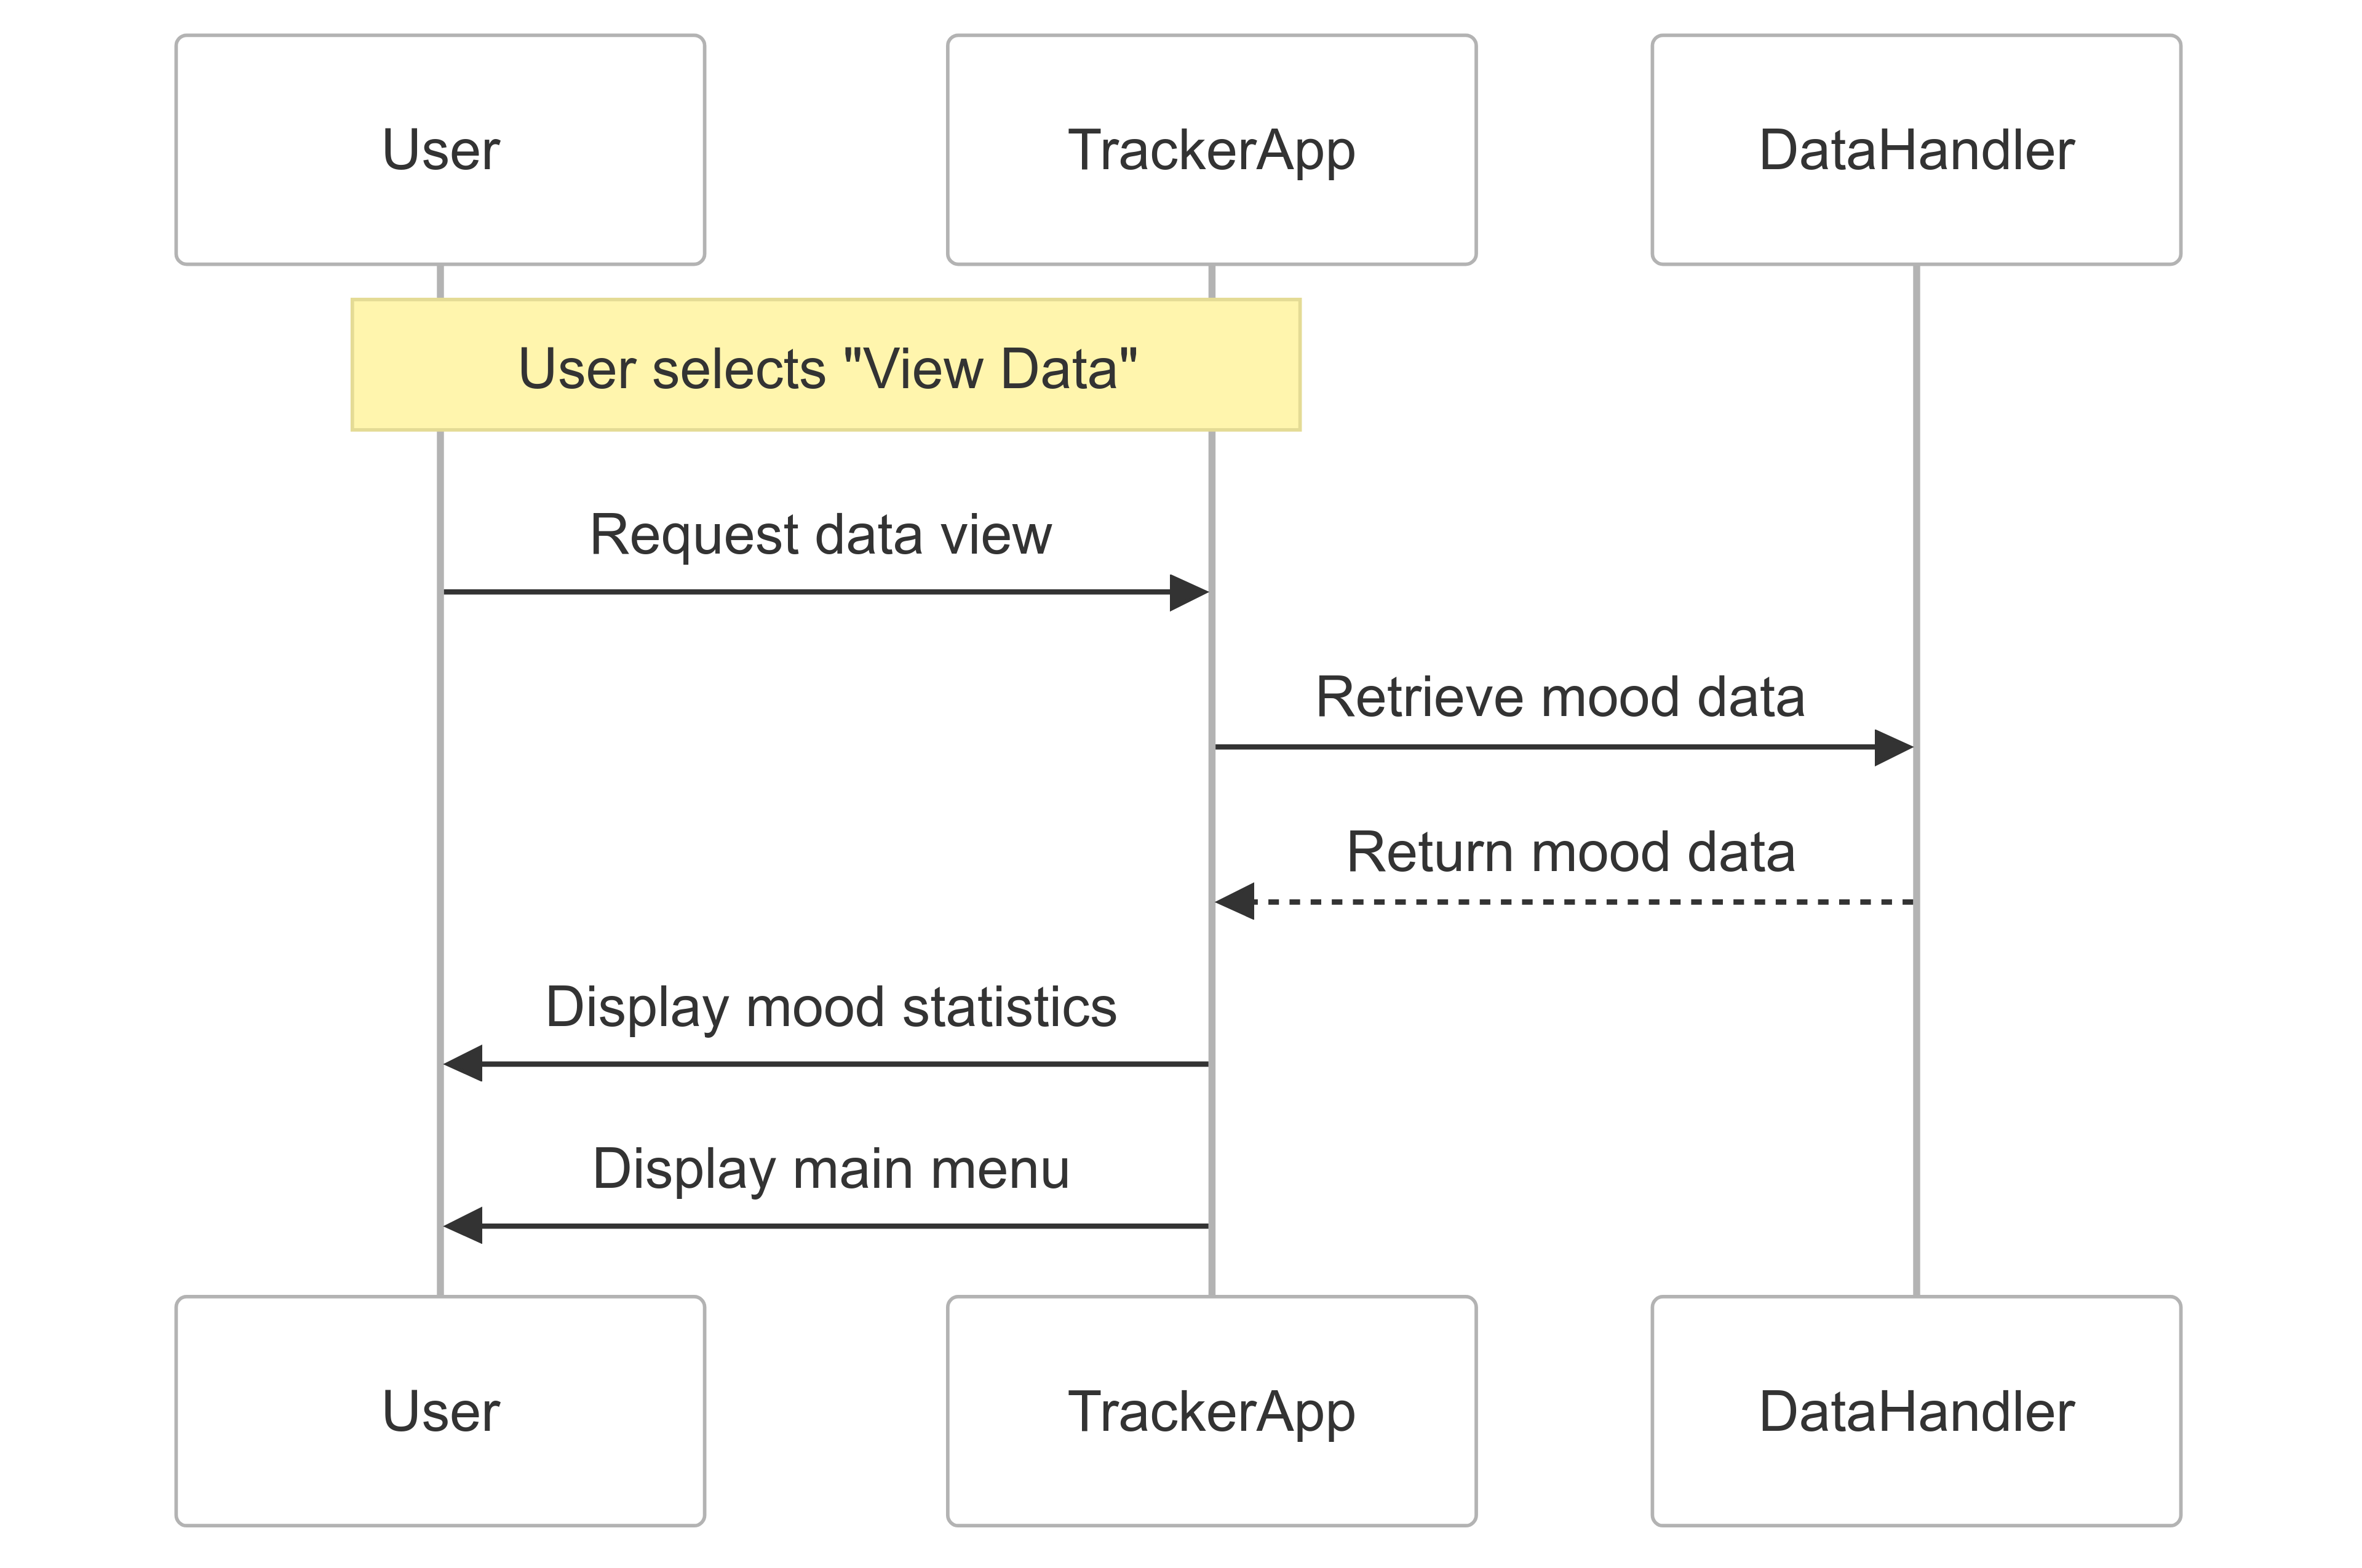 User
TrackerApp
DataHandler
User selects "View Data"
Request data view
Retrieve mood data
Return mood data
Display mood statistics
Display main menu
User
TrackerApp
DataHandler